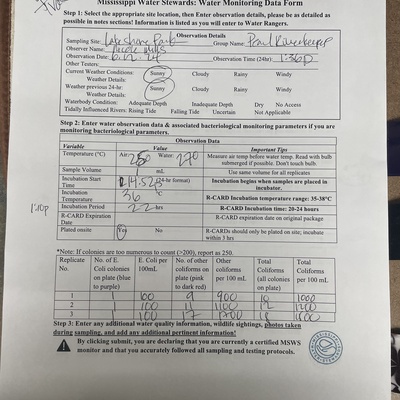 Mississippi Water Stewards: Water Monitoring Data Form
Step 1: Select the appropriate site location, then Enter observation details, please be as detailed as
possible in notes sections! Information is listed as you will enter to Water Rangers.
Observation Details
Sampling Site: Lakeshore Park Group Name: Pearl Riverkeeper
Observer Name:
Observation Date: 6.12.24 Observation Time (24hr): 1:36p
Other Testers:
Current Weather Conditions: Sunny Cloudy Rainy Windy
Weather Details:
Weather previous 24-hr: Sunny Cloudy Rainy Windy
Weather Details:
Waterbody Condition: Adequate Depth Inadequate Depth Dry No Access
Tidally Influenced Rivers: Rising Tide Falling Tide Uncertain Not Applicable
Step 2: Enter water observation data & associated bacteriological monitoring parameters if you are
monitoring bacteriological parameters.
Observation Data
Variable Value Important Tips
Temperature (°C) Air: Water: Measure air temp before water temp. Read with bulb
submerged if possible. Don't touch bulb.
Sample Volume mL Use same volume for all replicates
Incubation Start Time 14:52p (24-hr format) Incubation begins when samples are placed in incubator.
Incubation Temperature 36 °C R-CARD Incubation temperature range: 35-38°C
Incubation Period 22 hrs R-CARD Incubation time: 20-24 hours
R-CARD Expiration Date R-CARD expiration date on original package
Plated onsite Yes No R-CARDs should only be plated on site; incubate
within 3 hrs
*Note: If colonies are too numerous to count (>200), report as 250.
Replicate No. No. of E. Coli colonies on plate (blue to purple) E. Coli per 100mL No. of other coliforms on plate (pink to dark red) Other coliforms per 100 mL Total Coliforms (all colonies on plate) Total Coliforms per 100 mL
1 1 100 9 900 10 1000
2 1 100 11 1100 12 1200
3 1 100 17 1700 18 1800
Step 3: Enter any additional water quality information, wildlife sightings, photos taken
during sampling, and add any additional pertinent information!
By clicking submit, you are declaring that you are currently a certified MSWS
monitor and that you accurately followed all sampling and testing protocols.